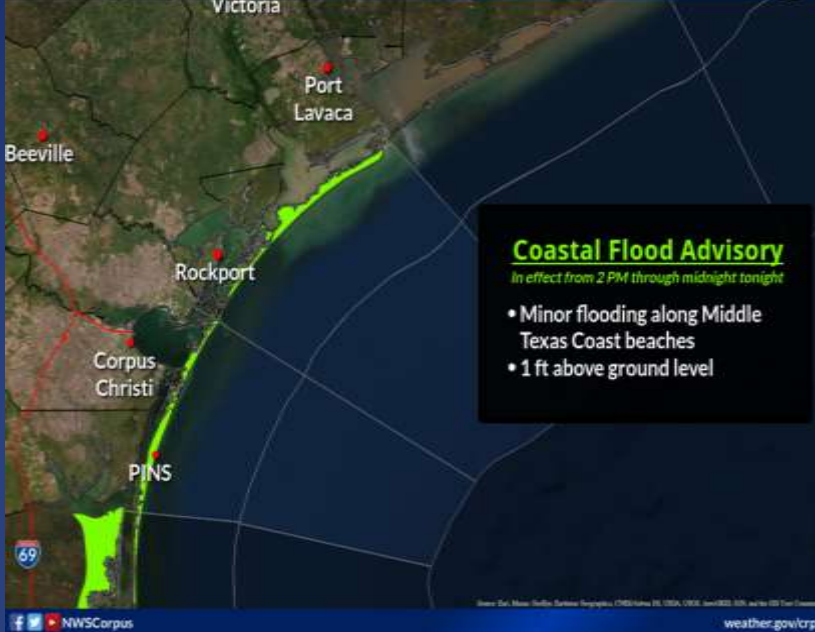 Victoria
Port
Lavaca
Beeville
Coastal Flood Advisory
In effect from 2 PM through midnight tonight
• Minor flooding along Middle
Texas Coast beaches
• 1 ft above ground level
Rockport
Corpus
Christi
PINS
69
NWSCorpus
weather.gov/crp